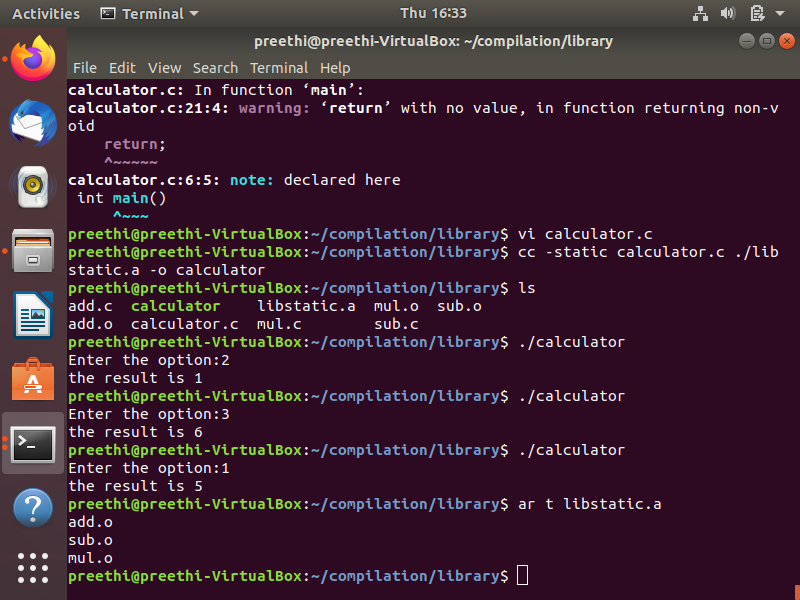 Activities Terminal Thu 16:33
preethi@preethi-VirtualBox: ~/compilation/library
File Edit View Search Terminal Help
calculator.c: In function ‘main’:
calculator.c:21:4: warning: ‘return’ with no value, in function returning non-v
oid
    return;
    ^~~~~~
calculator.c:6:5: note: declared here
 int main()
     ^~~~
preethi@preethi-VirtualBox:~/compilation/library$ vi calculator.c
preethi@preethi-VirtualBox:~/compilation/library$ cc -static calculator.c ./lib
static.a -o calculator
preethi@preethi-VirtualBox:~/compilation/library$ ls
add.c  calculator    libstatic.a  mul.o  sub.o
add.o  calculator.c  mul.c        sub.c
preethi@preethi-VirtualBox:~/compilation/library$ ./calculator
Enter the option:2
the result is 1
preethi@preethi-VirtualBox:~/compilation/library$ ./calculator
Enter the option:3
the result is 6
preethi@preethi-VirtualBox:~/compilation/library$ ./calculator
Enter the option:1
the result is 5
preethi@preethi-VirtualBox:~/compilation/library$ ar t libstatic.a
add.o
sub.o
mul.o
preethi@preethi-VirtualBox:~/compilation/library$